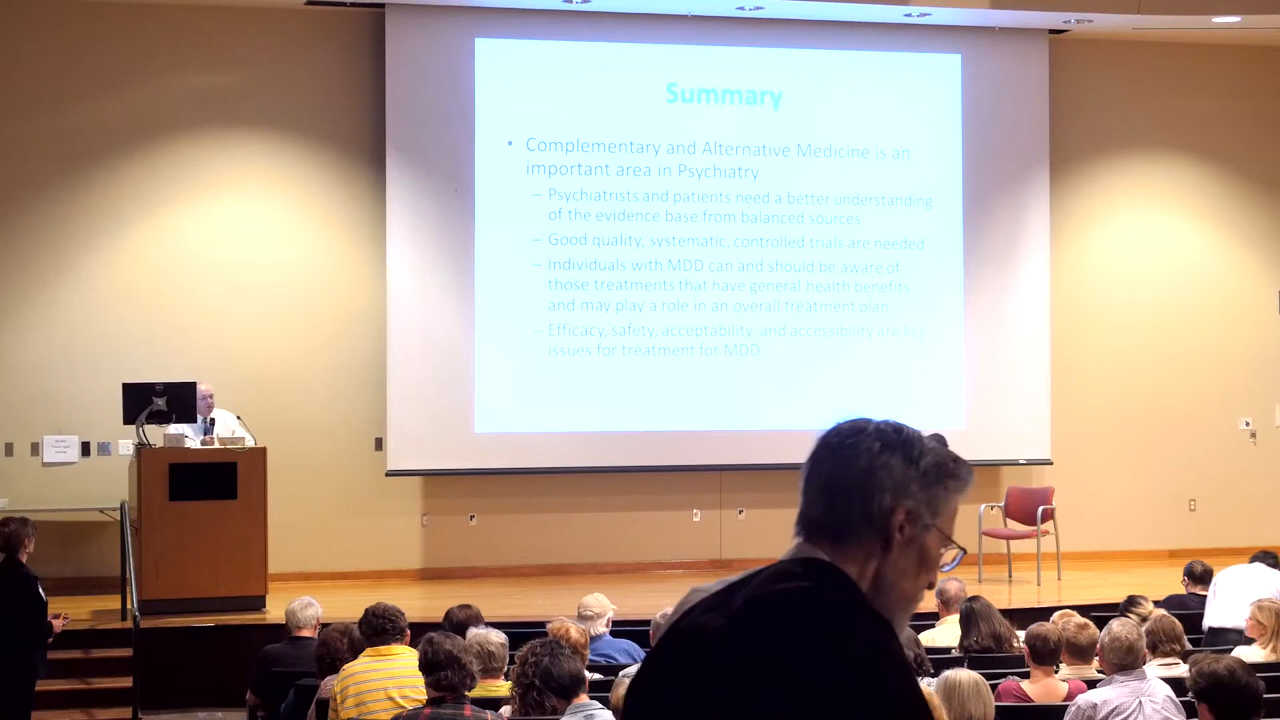 Summary
• Complementary and Alternative Medicine is an
important area in Psychiatry
– Psychiatrists and patients need a better understanding
of the evidence base from balanced sources
– Good quality, systematic, controlled trials are needed
– Individuals with MDD can and should be aware of
those treatments that have general health benefits
and may play a role in an overall treatment plan
– Efficacy, safety, acceptability, and accessibility are key
issues for treatment for MDD